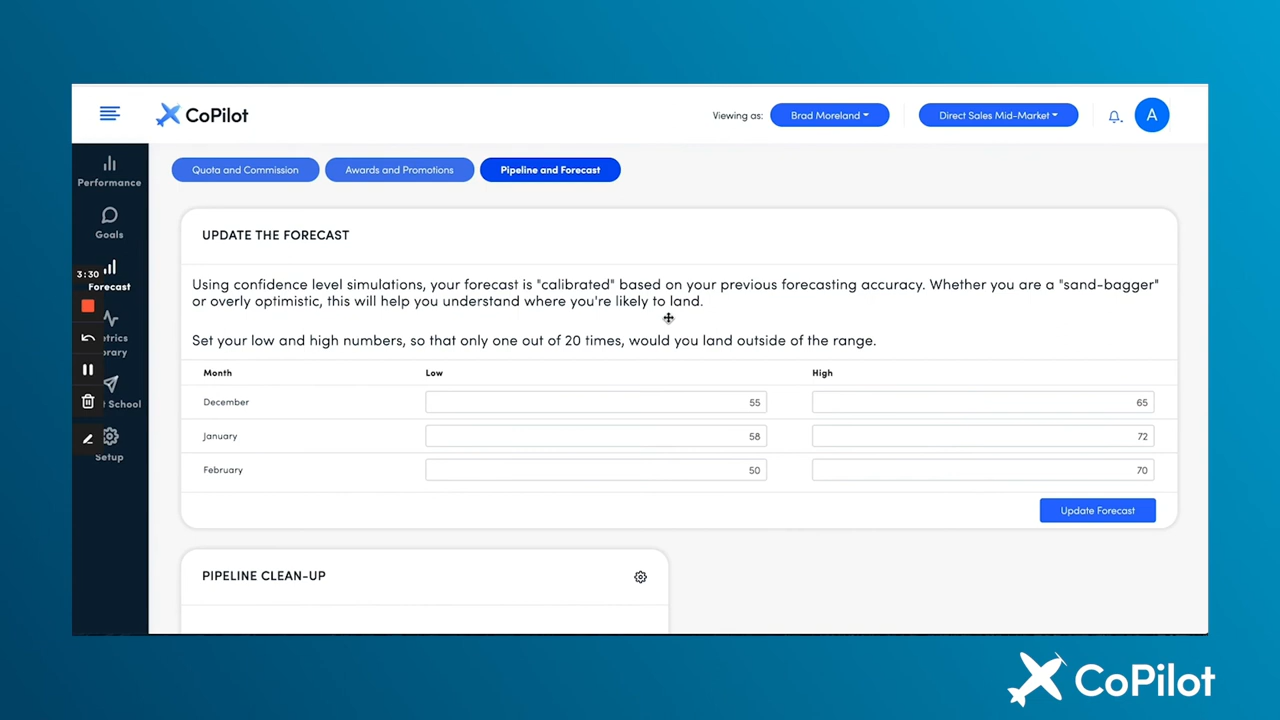 CoPilot
Viewing as:
Brad Moreland
Direct Sales Mid-Market
A
Performance
Goals
3:30
Forecast
School
Setup
Quota and Commission
Awards and Promotions
Pipeline and Forecast
UPDATE THE FORECAST
Using confidence level simulations, your forecast is "calibrated" based on your previous forecasting accuracy. Whether you are a "sand-bagger"
or overly optimistic, this will help you understand where you're likely to land.
Set your low and high numbers, so that only one out of 20 times, would you land outside of the range.
Month Low High
December 55 65
January 58 72
February 50 70
Update Forecast
PIPELINE CLEAN-UP
CoPilot